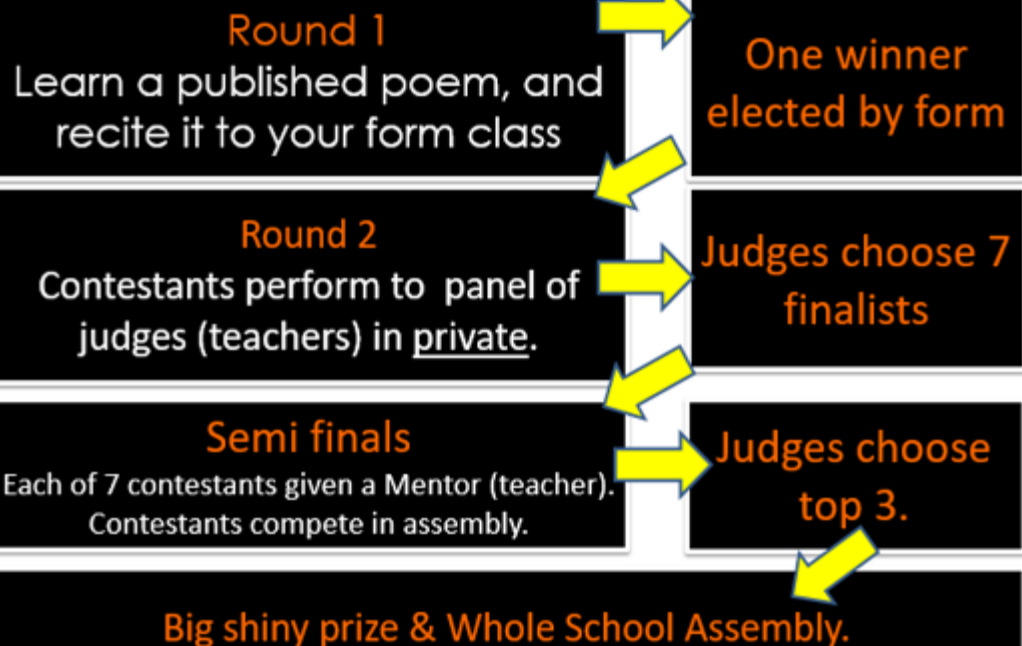 Round 1
Learn a published poem, and
recite it to your form class
One winner
elected by form
Round 2
Contestants perform to panel of
judges (teachers) in private.
Judges choose 7
finalists
Semi finals
Each of 7 contestants given a Mentor (teacher).
Contestants compete in assembly.
Judges choose
top 3.
Big shiny prize & Whole School Assembly.